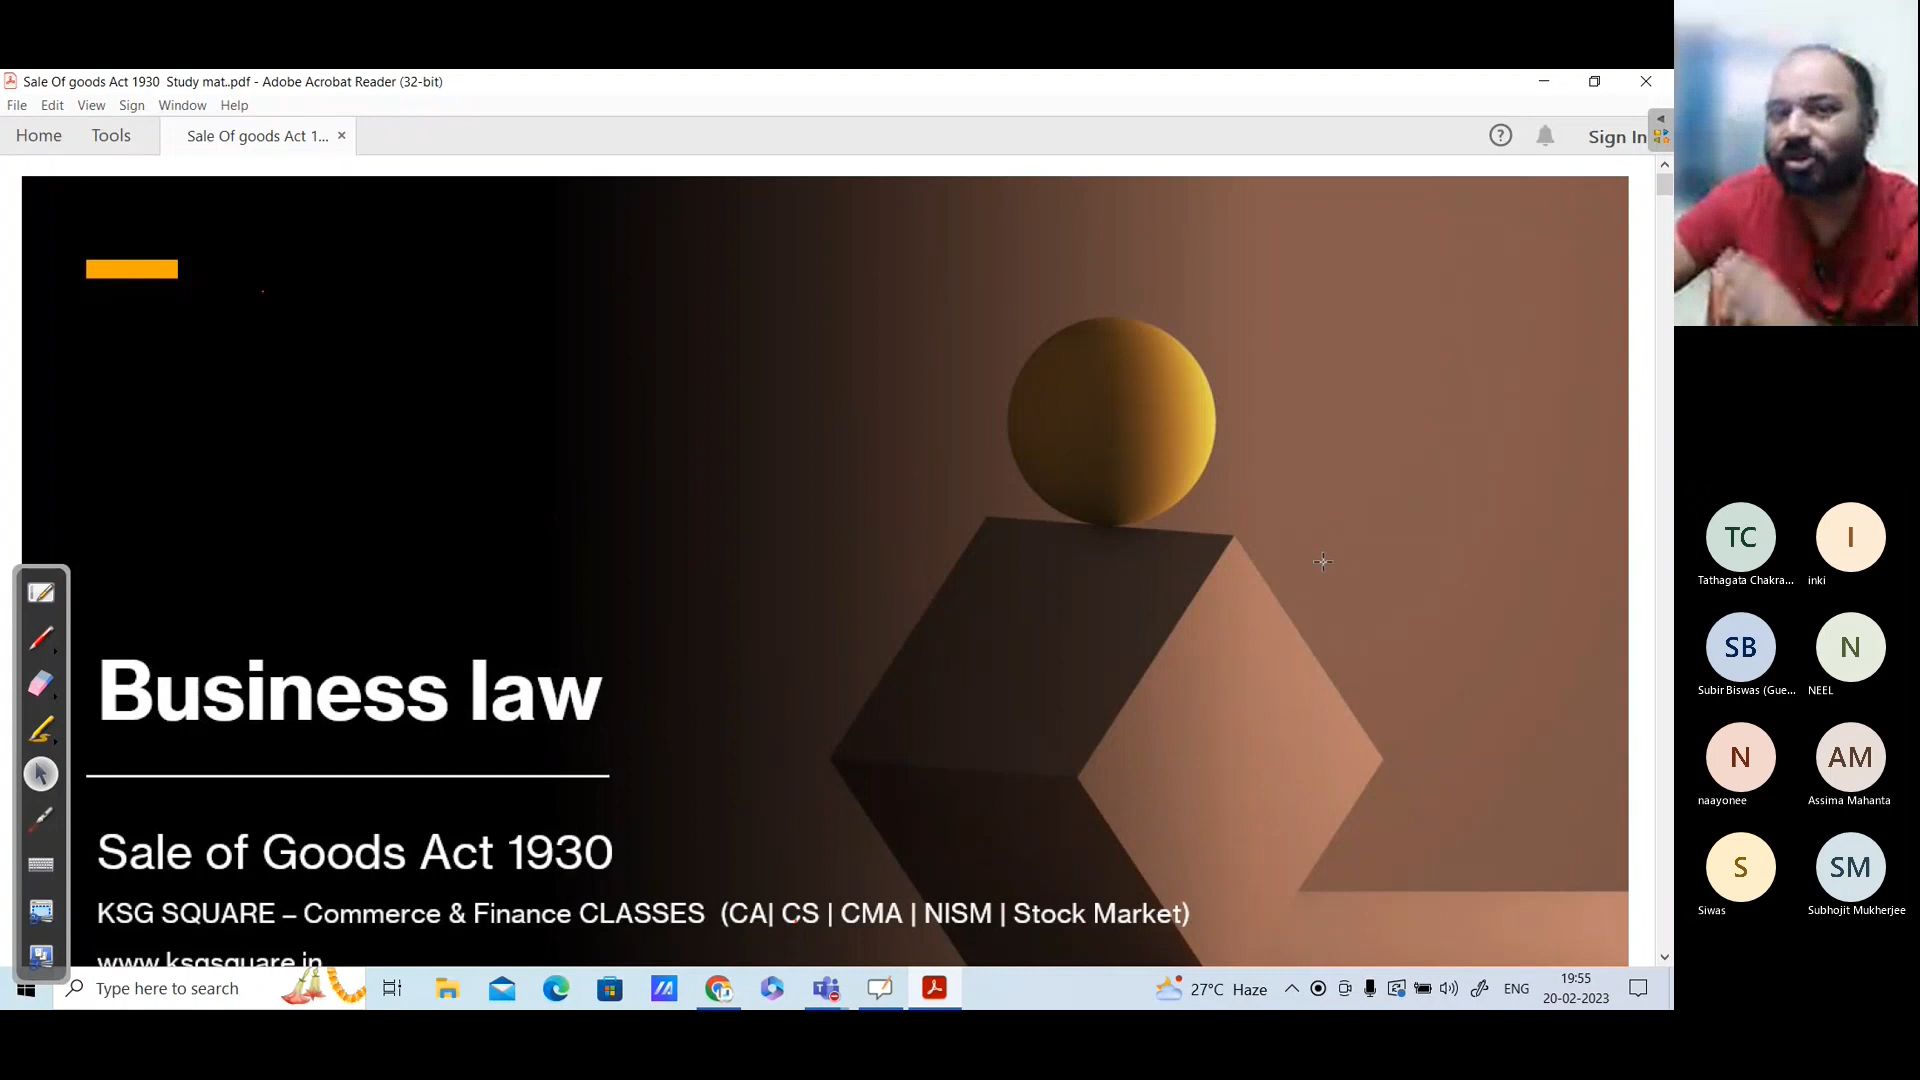 Sale Of goods Act 1930 Study mat..pdf - Adobe Acrobat Reader (32-bit)
File Edit View Sign Window Help
Home Tools Sale Of goods Act 1... × Sign In
Business law
Sale of Goods Act 1930
KSG SQUARE – Commerce & Finance CLASSES (CA| CS | CMA | NISM | Stock Market)
www.ksgsquare.in
Type here to search
27°C Haze
ENG
19:55
20-02-2023
TC I
Tathagata Chakra... inki
SB N
Subir Biswas (Gue... NEEL
N AM
naayonee Assima Mahanta
S SM
Siwas Subhojit Mukherjee